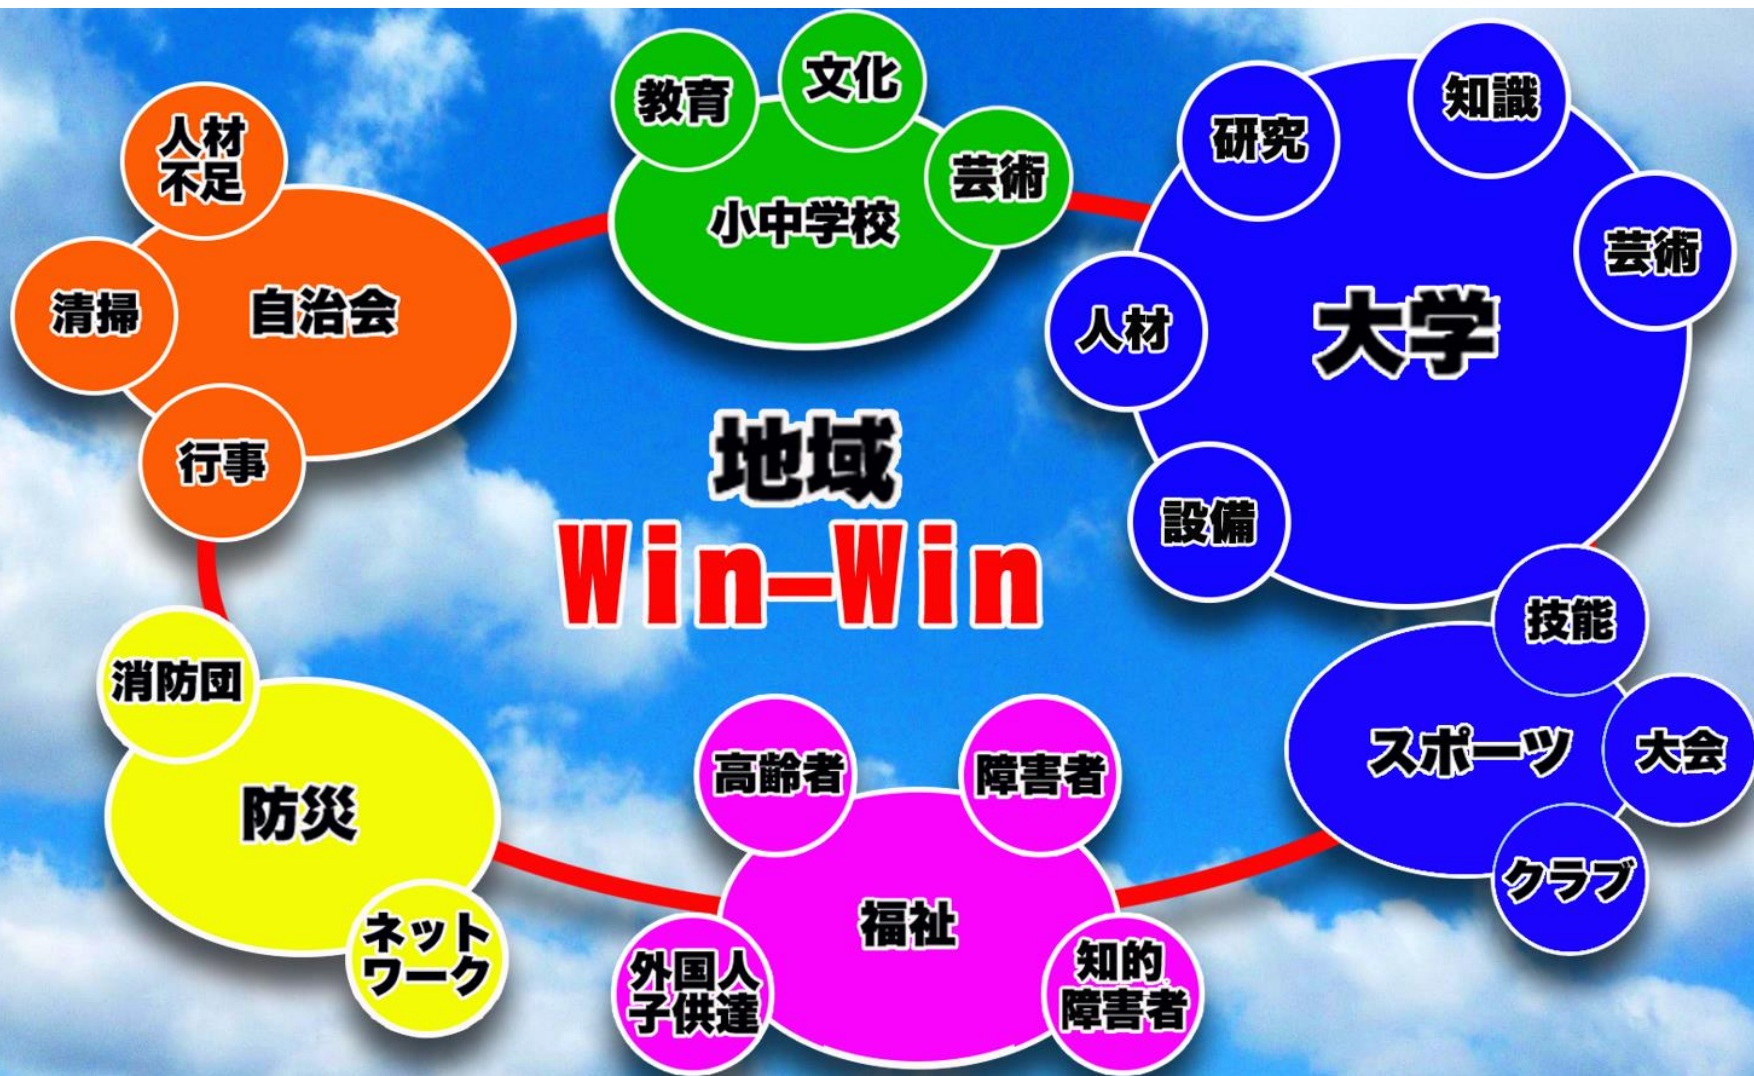 人材
不足
清掃
自治会
行事
教育
文化
芸術
小中学校
研究
知識
芸術
人材
大学
設備
地域
Win-Win
技能
スポーツ
大会
クラブ
消防団
防災
ネット
ワーク
高齢者
障害者
福祉
外国人
子供達
知的
障害者